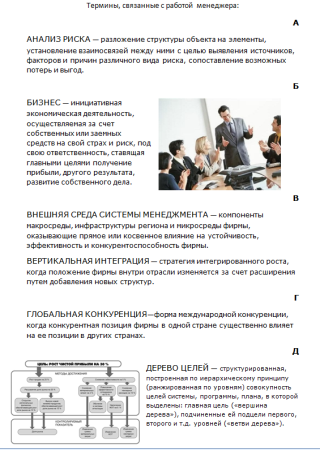 Термины, связанные с работой менеджера:
А
АНАЛИЗ РИСКА — разложение структуры объекта на элементы,
установление взаимосвязей между ними с целью выявления источников,
факторов и причин различного вида риска, сопоставление возможных
потерь и выгод.
Б
БИЗНЕС — инициативная
экономическая деятельность,
осуществляемая за счет
собственных или заемных
средств на свой страх и риск, под
свою ответственность, ставящая
главными целями получение
прибыли, другого результата,
развитие собственного дела.
В
ВНЕШНЯЯ СРЕДА СИСТЕМЫ МЕНЕДЖМЕНТА — компоненты
макросреды, инфраструктуры региона и микросреды фирмы,
оказывающие прямое или косвенное влияние на устойчивость,
эффективность и конкурентоспособность фирмы.
ВЕРТИКАЛЬНАЯ ИНТЕГРАЦИЯ — стратегия интегрированного роста,
когда положение фирмы внутри отрасли изменяется за счет расширения
путем добавления новых структур.
Г
ГЛОБАЛЬНАЯ КОНКУРЕНЦИЯ—форма международной конкуренции,
когда конкурентная позиция фирмы в одной стране существенно влияет
на ее позиции в других странах.
Д
ДЕРЕВО ЦЕЛЕЙ — структурированная,
построенная по иерархическому принципу
(ранжированная по уровням) совокупность
целей системы, программы, плана, в которой
выделены: главная цель («вершина
дерева»), подчиненные ей подцели первого,
второго и т.д. уровней («ветви дерева»).